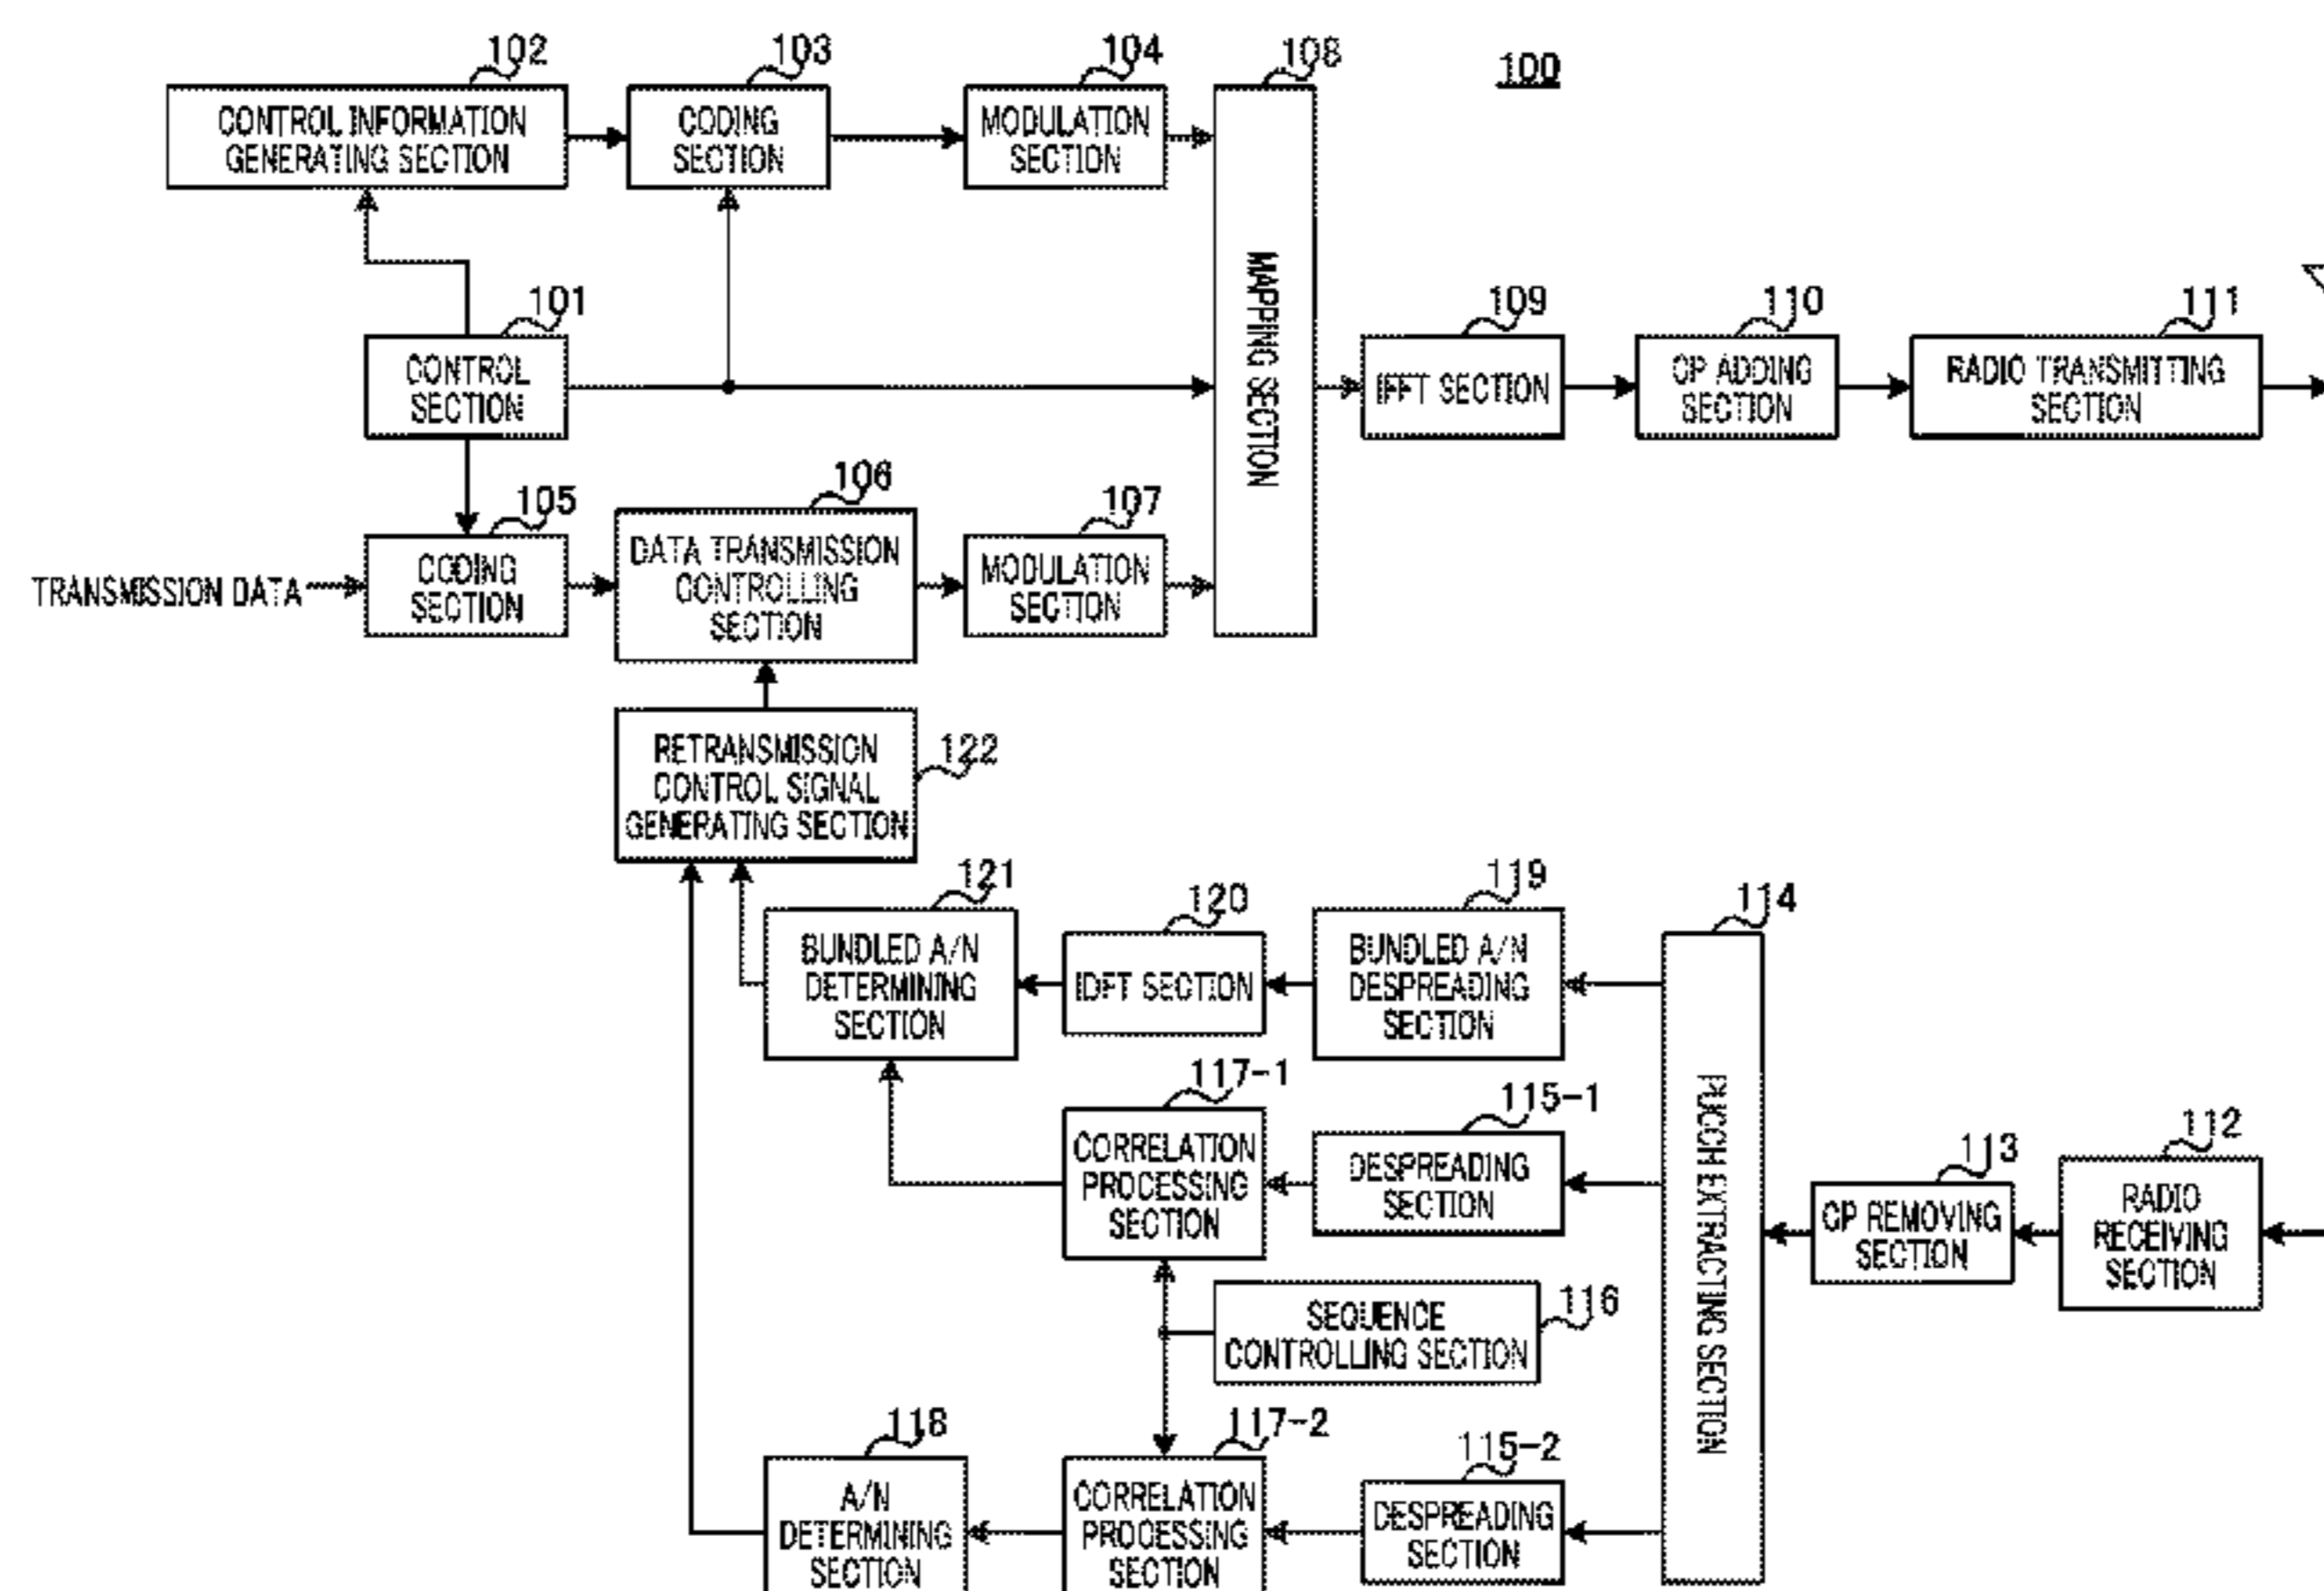 100
102
CONTROL INFORMATION
GENERATING SECTION
103
CODING
SECTION
104
MODULATION
SECTION
108
MAPPING SECTION
101
CONTROL
SECTION
109
IFFT SECTION
110
CP ADDING
SECTION
111
RADIO TRANSMITTING
SECTION
TRANSMISSION DATA
105
CODING
SECTION
106
DATA TRANSMISSION
CONTROLLING
SECTION
107
MODULATION
SECTION
RETRANSMISSION
CONTROL SIGNAL
GENERATING SECTION
122
121
BUNDLED A/N
DETERMINING
SECTION
120
IDFT SECTION
119
BUNDLED A/N
DESPREADING
SECTION
114
PUCCH EXTRACTING SECTION
117-1
CORRELATION
PROCESSING
SECTION
115-1
DESPREADING
SECTION
113
CP REMOVING
SECTION
112
RADIO
RECEIVING
SECTION
SEQUENCE
CONTROLLING SECTION
116
118
A/N
DETERMINING
SECTION
117-2
CORRELATION
PROCESSING
SECTION
115-2
DESPREADING
SECTION